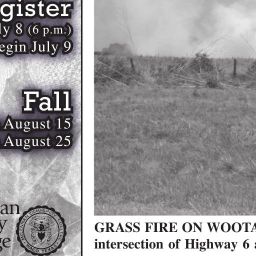 gister
y 8 (6 p.m.)
egin July 9
Fall
August 15
August 25
an
y
ge
GRASS FIRE ON WOOTA
intersection of Highway 6 a